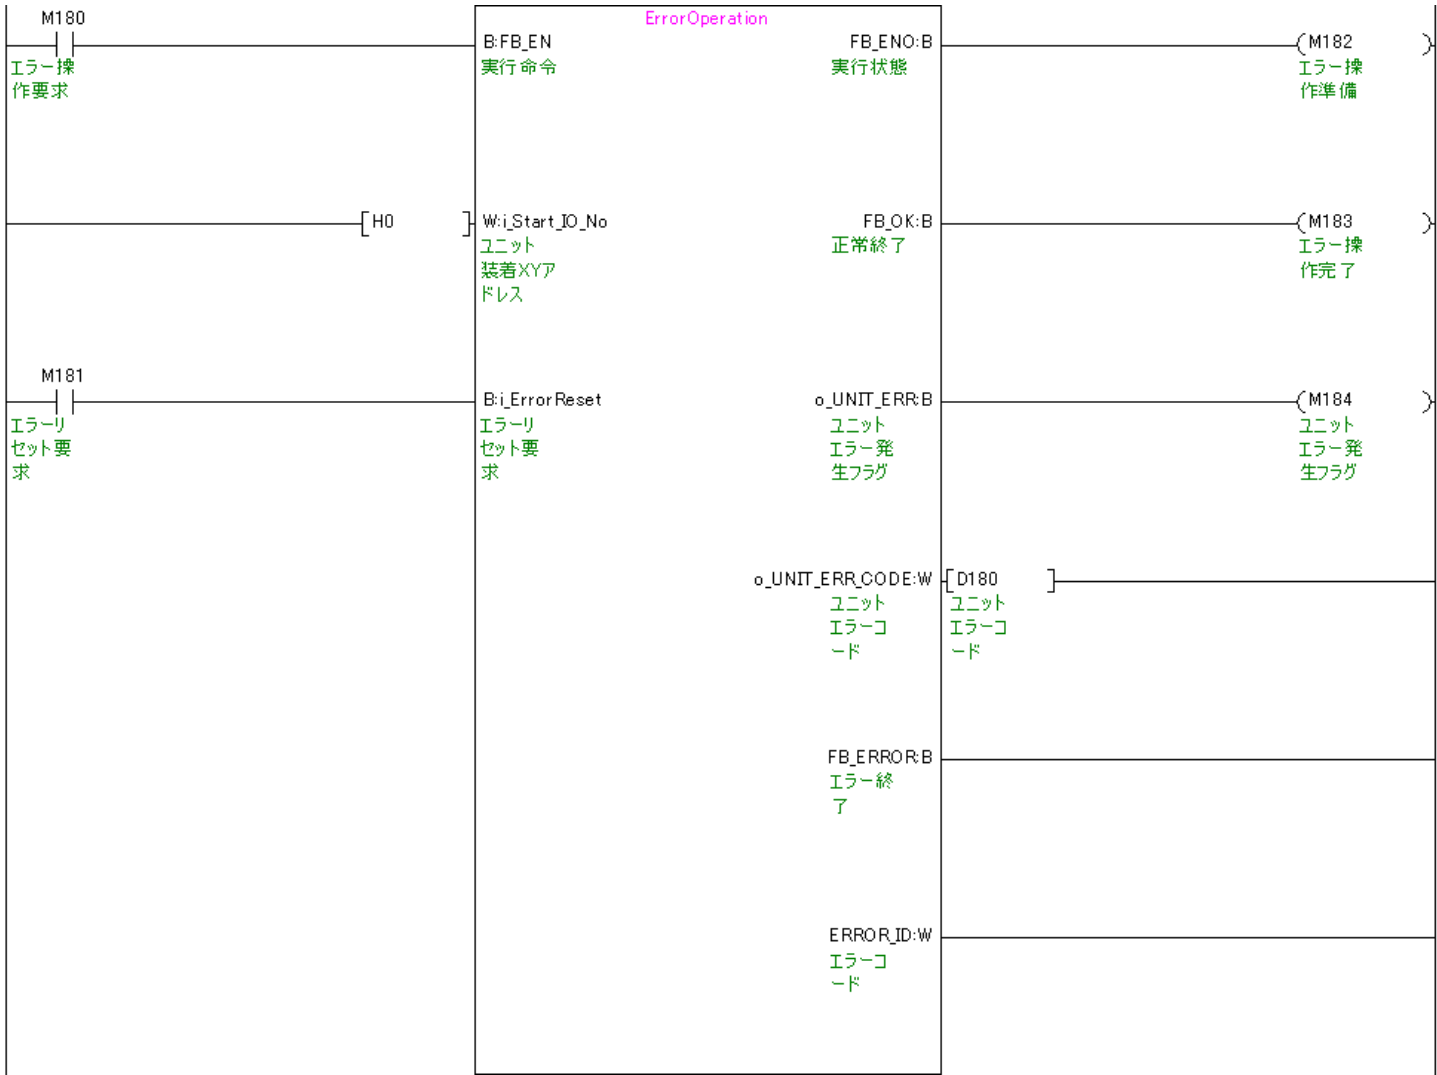 M180
ErrorOperation
B:FB_EN
FB_ENO:B
M182
エラー操
作要求
実行命令
実行状態
エラー操
作準備
H0
W:i_Start_IO_No
FB_OK:B
M183
ユニット
装着XYア
ドレス
正常終了
エラー操
作完了
M181
B:i_ErrorReset
o_UNIT_ERR:B
M184
エラーリ
セット要
求
エラーリ
セット要
求
ユニット
エラー発
生フラグ
ユニット
エラー発
生フラグ
o_UNIT_ERR_CODE:W
D180
ユニット
エラーコ
ード
ユニット
エラーコ
ード
FB_ERROR:B
エラー終
了
ERROR_ID:W
エラーコ
ード